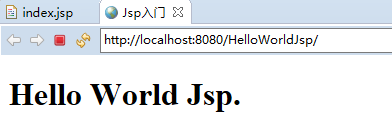 index.jsp Jsp入门
http://localhost:8080/HelloWorldJsp/
Hello World Jsp.